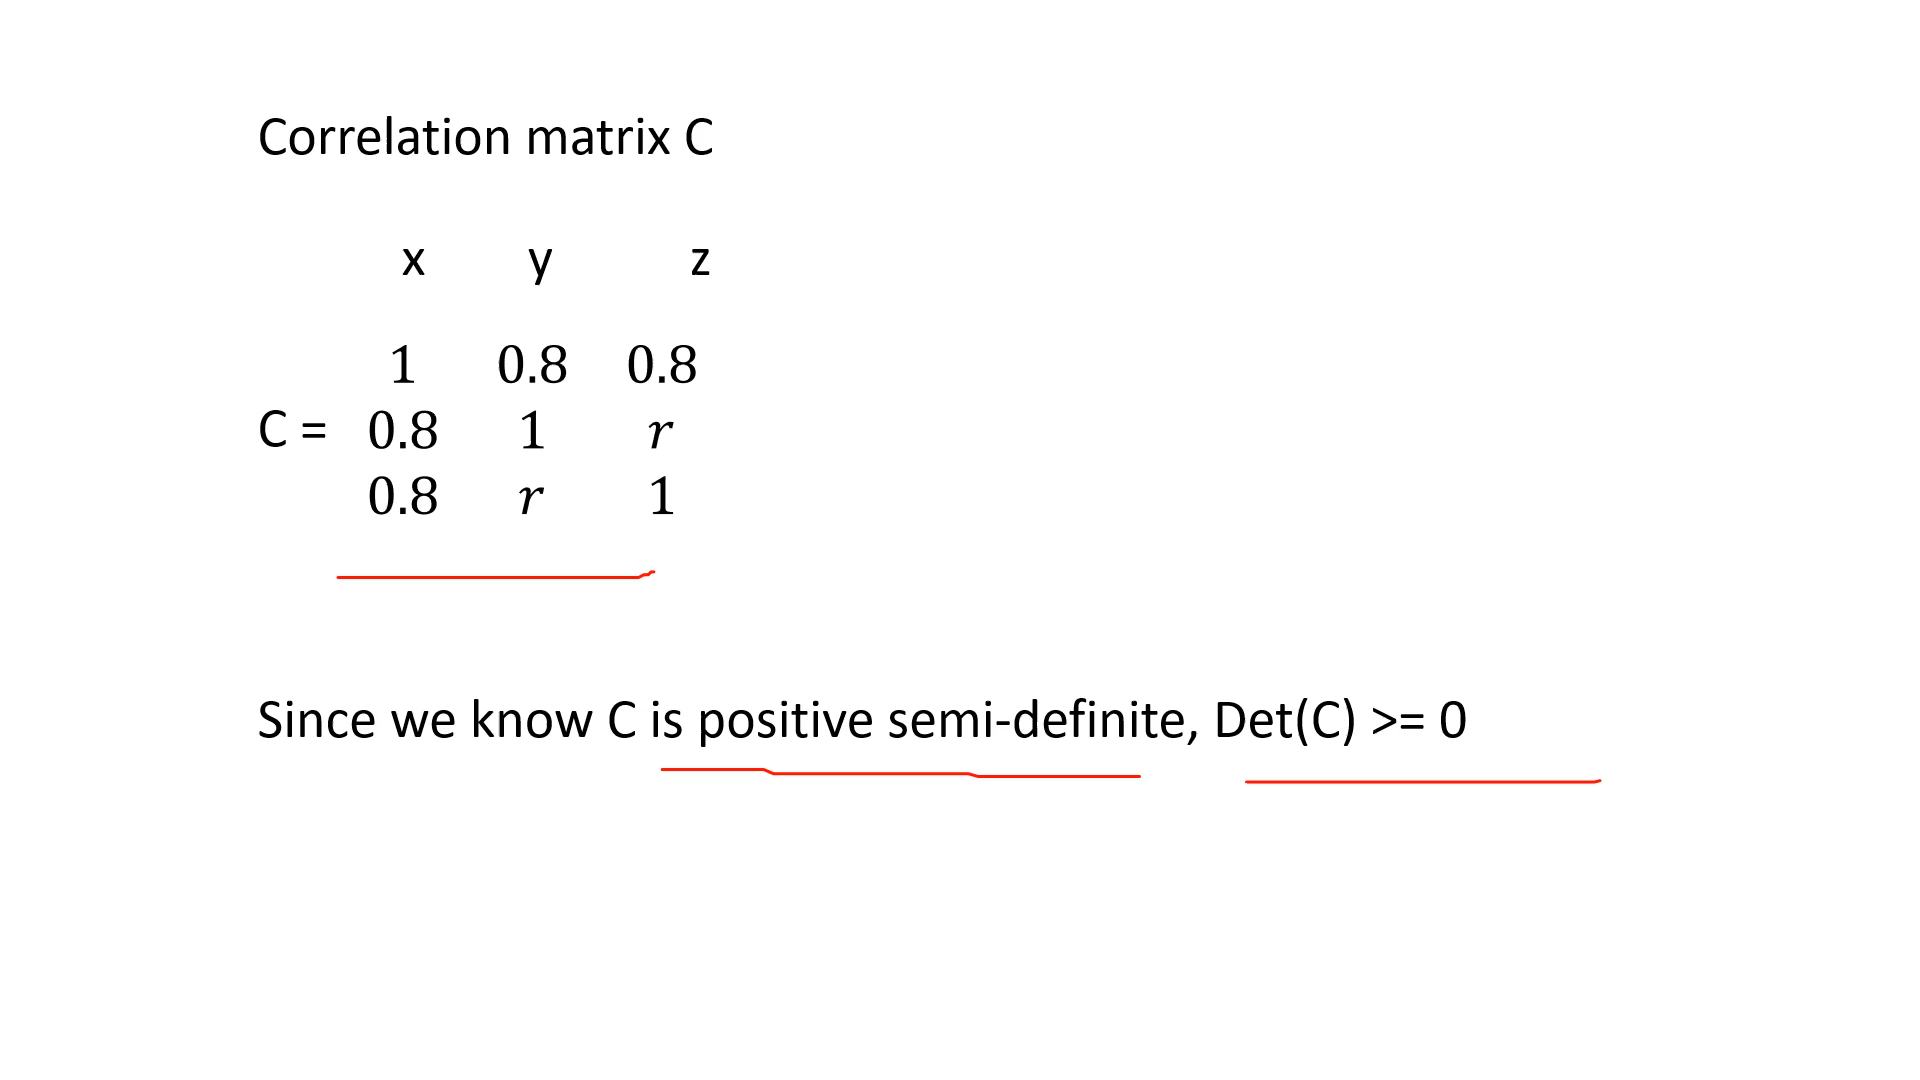 Correlation matrix C
x y z
1 0.8 0.8
C = 0.8 1 r
0.8 r 1
Since we know C is positive semi-definite, Det(C) >= 0